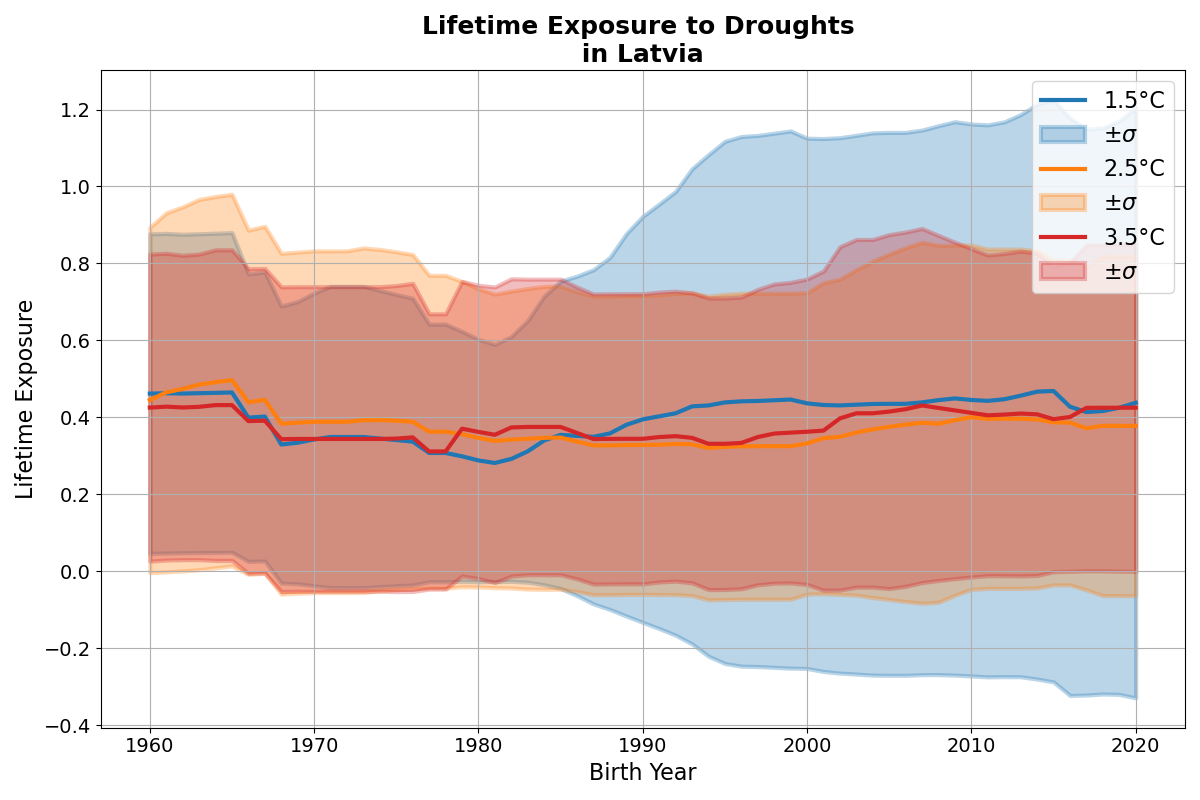 Lifetime Exposure to Droughts
in Latvia
Lifetime Exposure
1.2
1.0
0.8
0.6
0.4
0.2
0.0
−0.2
−0.4
1960
1970
1980
1990
2000
2010
2020
Birth Year
1.5°C
±σ
2.5°C
±σ
3.5°C
±σ